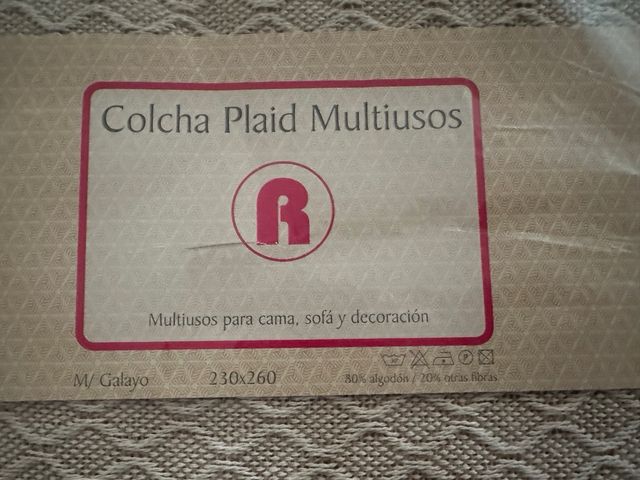 Colcha Plaid Multiusos
R
Multiusos para cama, sofá y decoración
M/ Galayo 230x260 80% algodón / 20% otras fibras